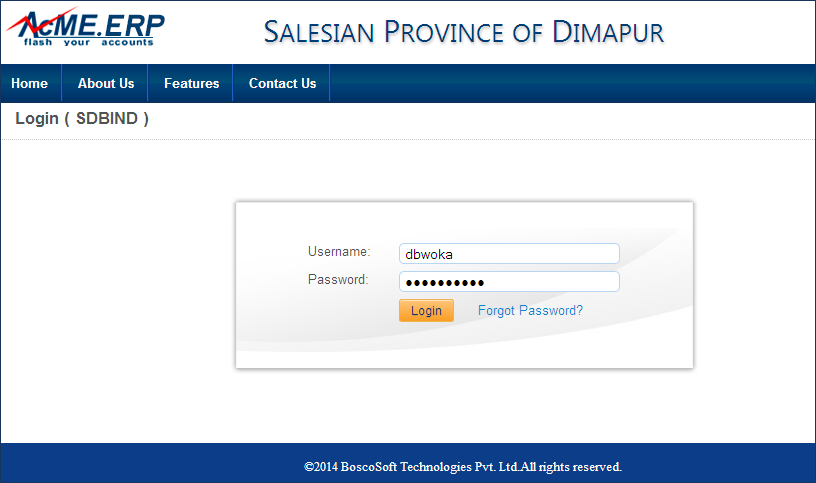 AcME.ERP
flash your accounts
SALESIAN PROVINCE OF DIMAPUR
Home About Us Features Contact Us
Login ( SDBIND )
Username: dbwoka
Password: ●●●●●●●●●●
Login Forgot Password?
©2014 BoscoSoft Technologies Pvt. Ltd.All rights reserved.